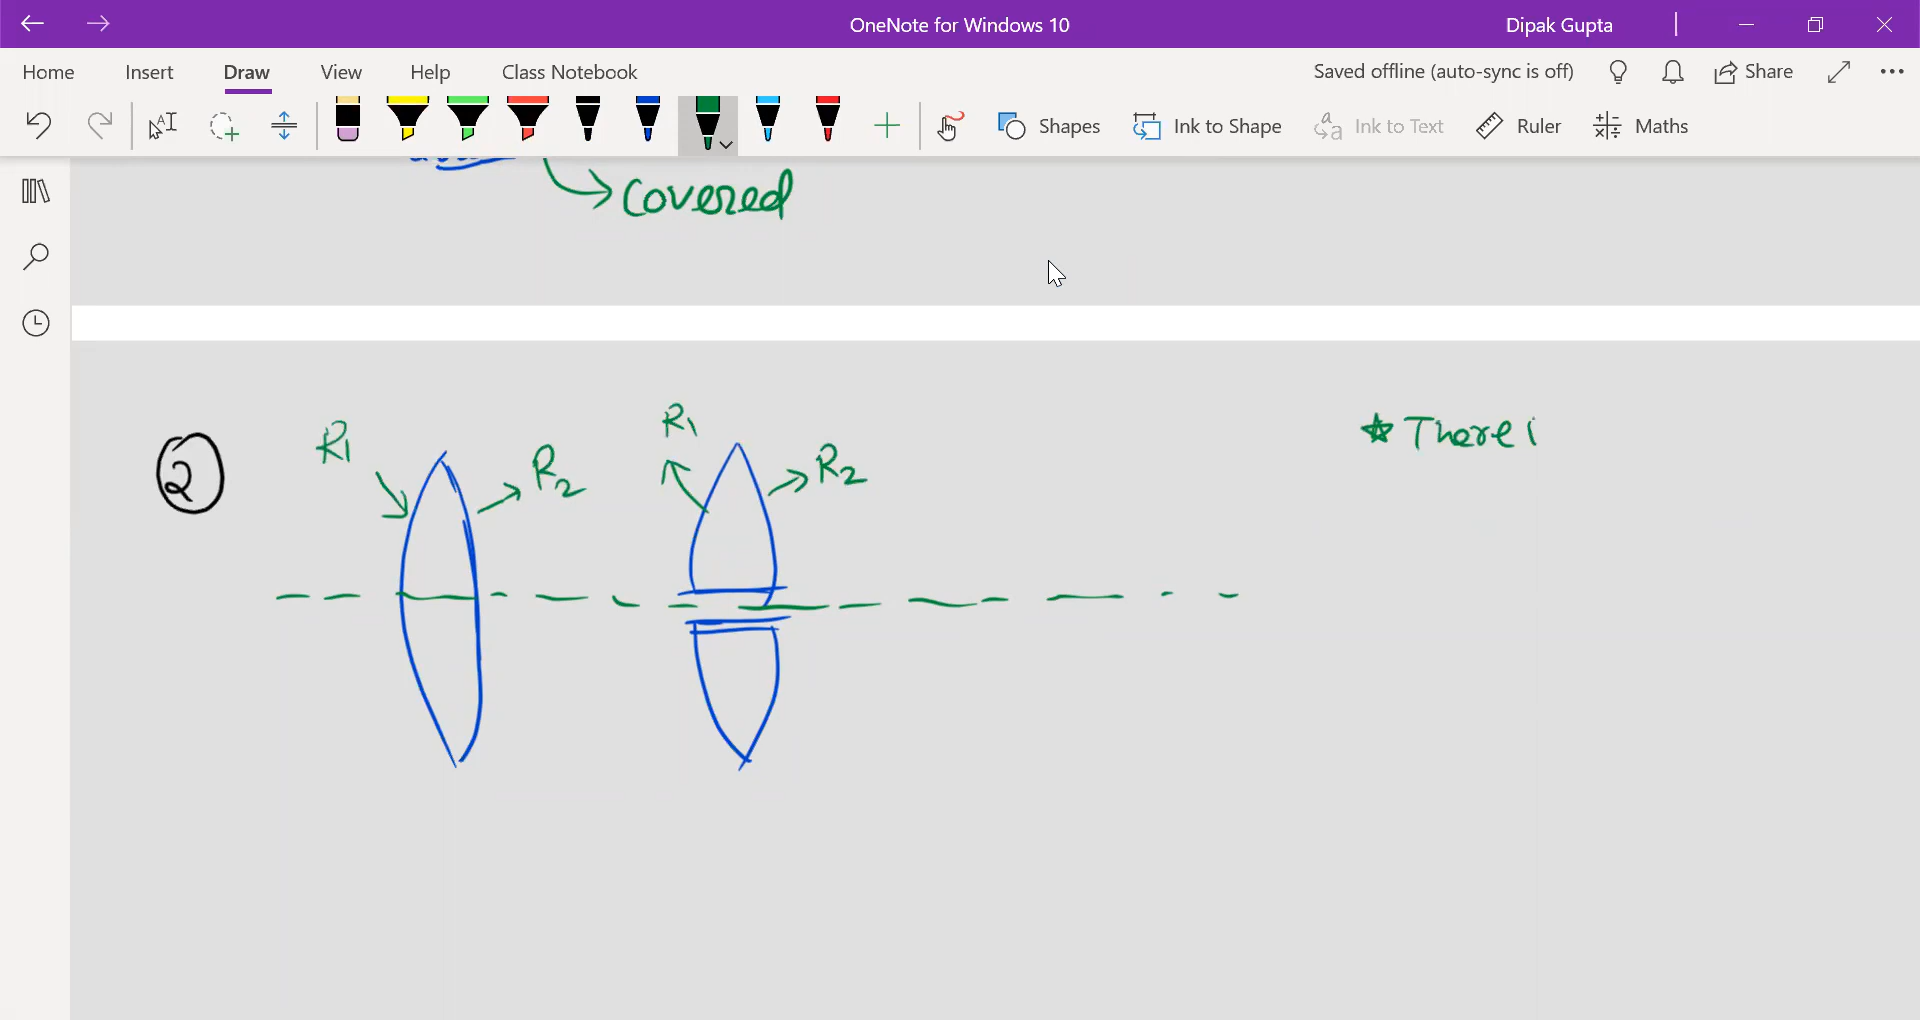 OneNote for Windows 10
Dipak Gupta
Home Insert Draw View Help Class Notebook
Saved offline (auto-sync is off) Share
Shapes Ink to Shape Ink to Text Ruler Maths
Covered
2
R1
R2
R1
R2
There i